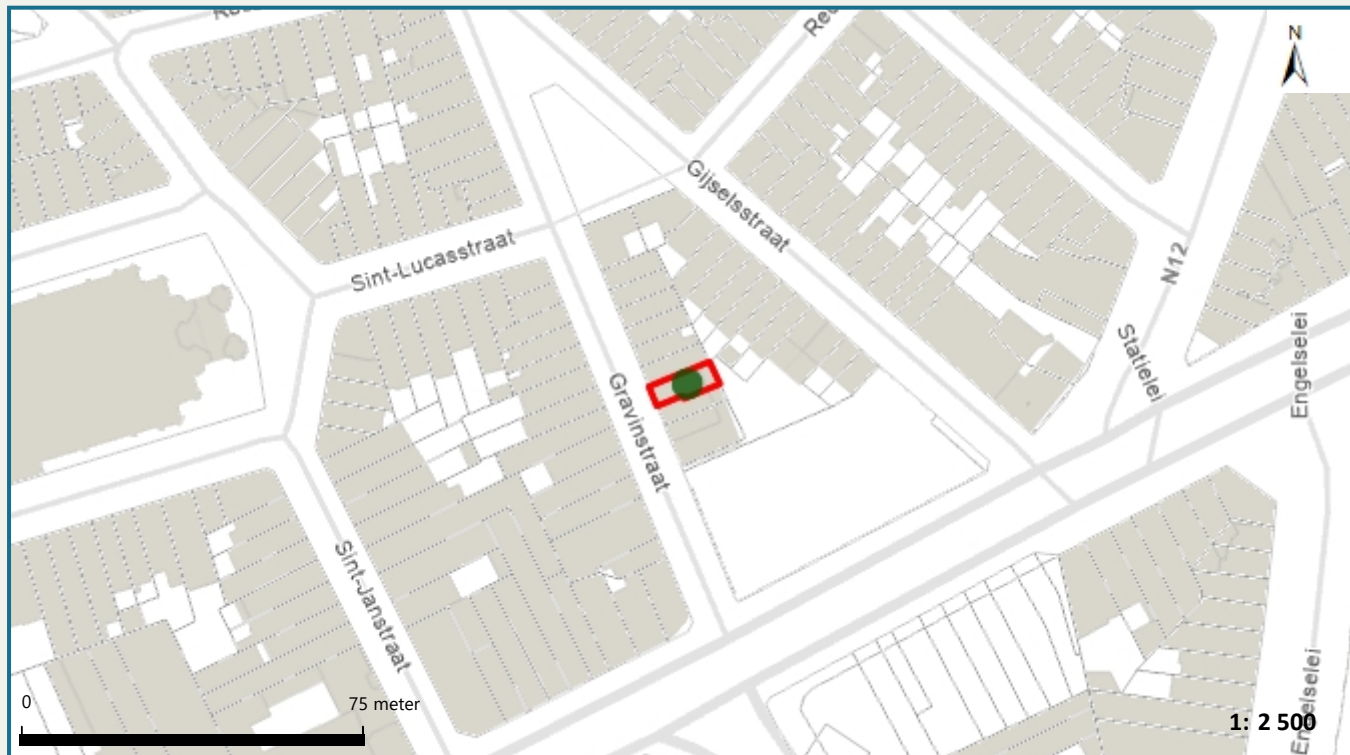 N
Gijselsstraat
Sint-Lucasstraat
N12
Statielei
Engelselei
Gravinstraat
Sint-Janstraat
Engelselei
0
75 meter
1: 2 500